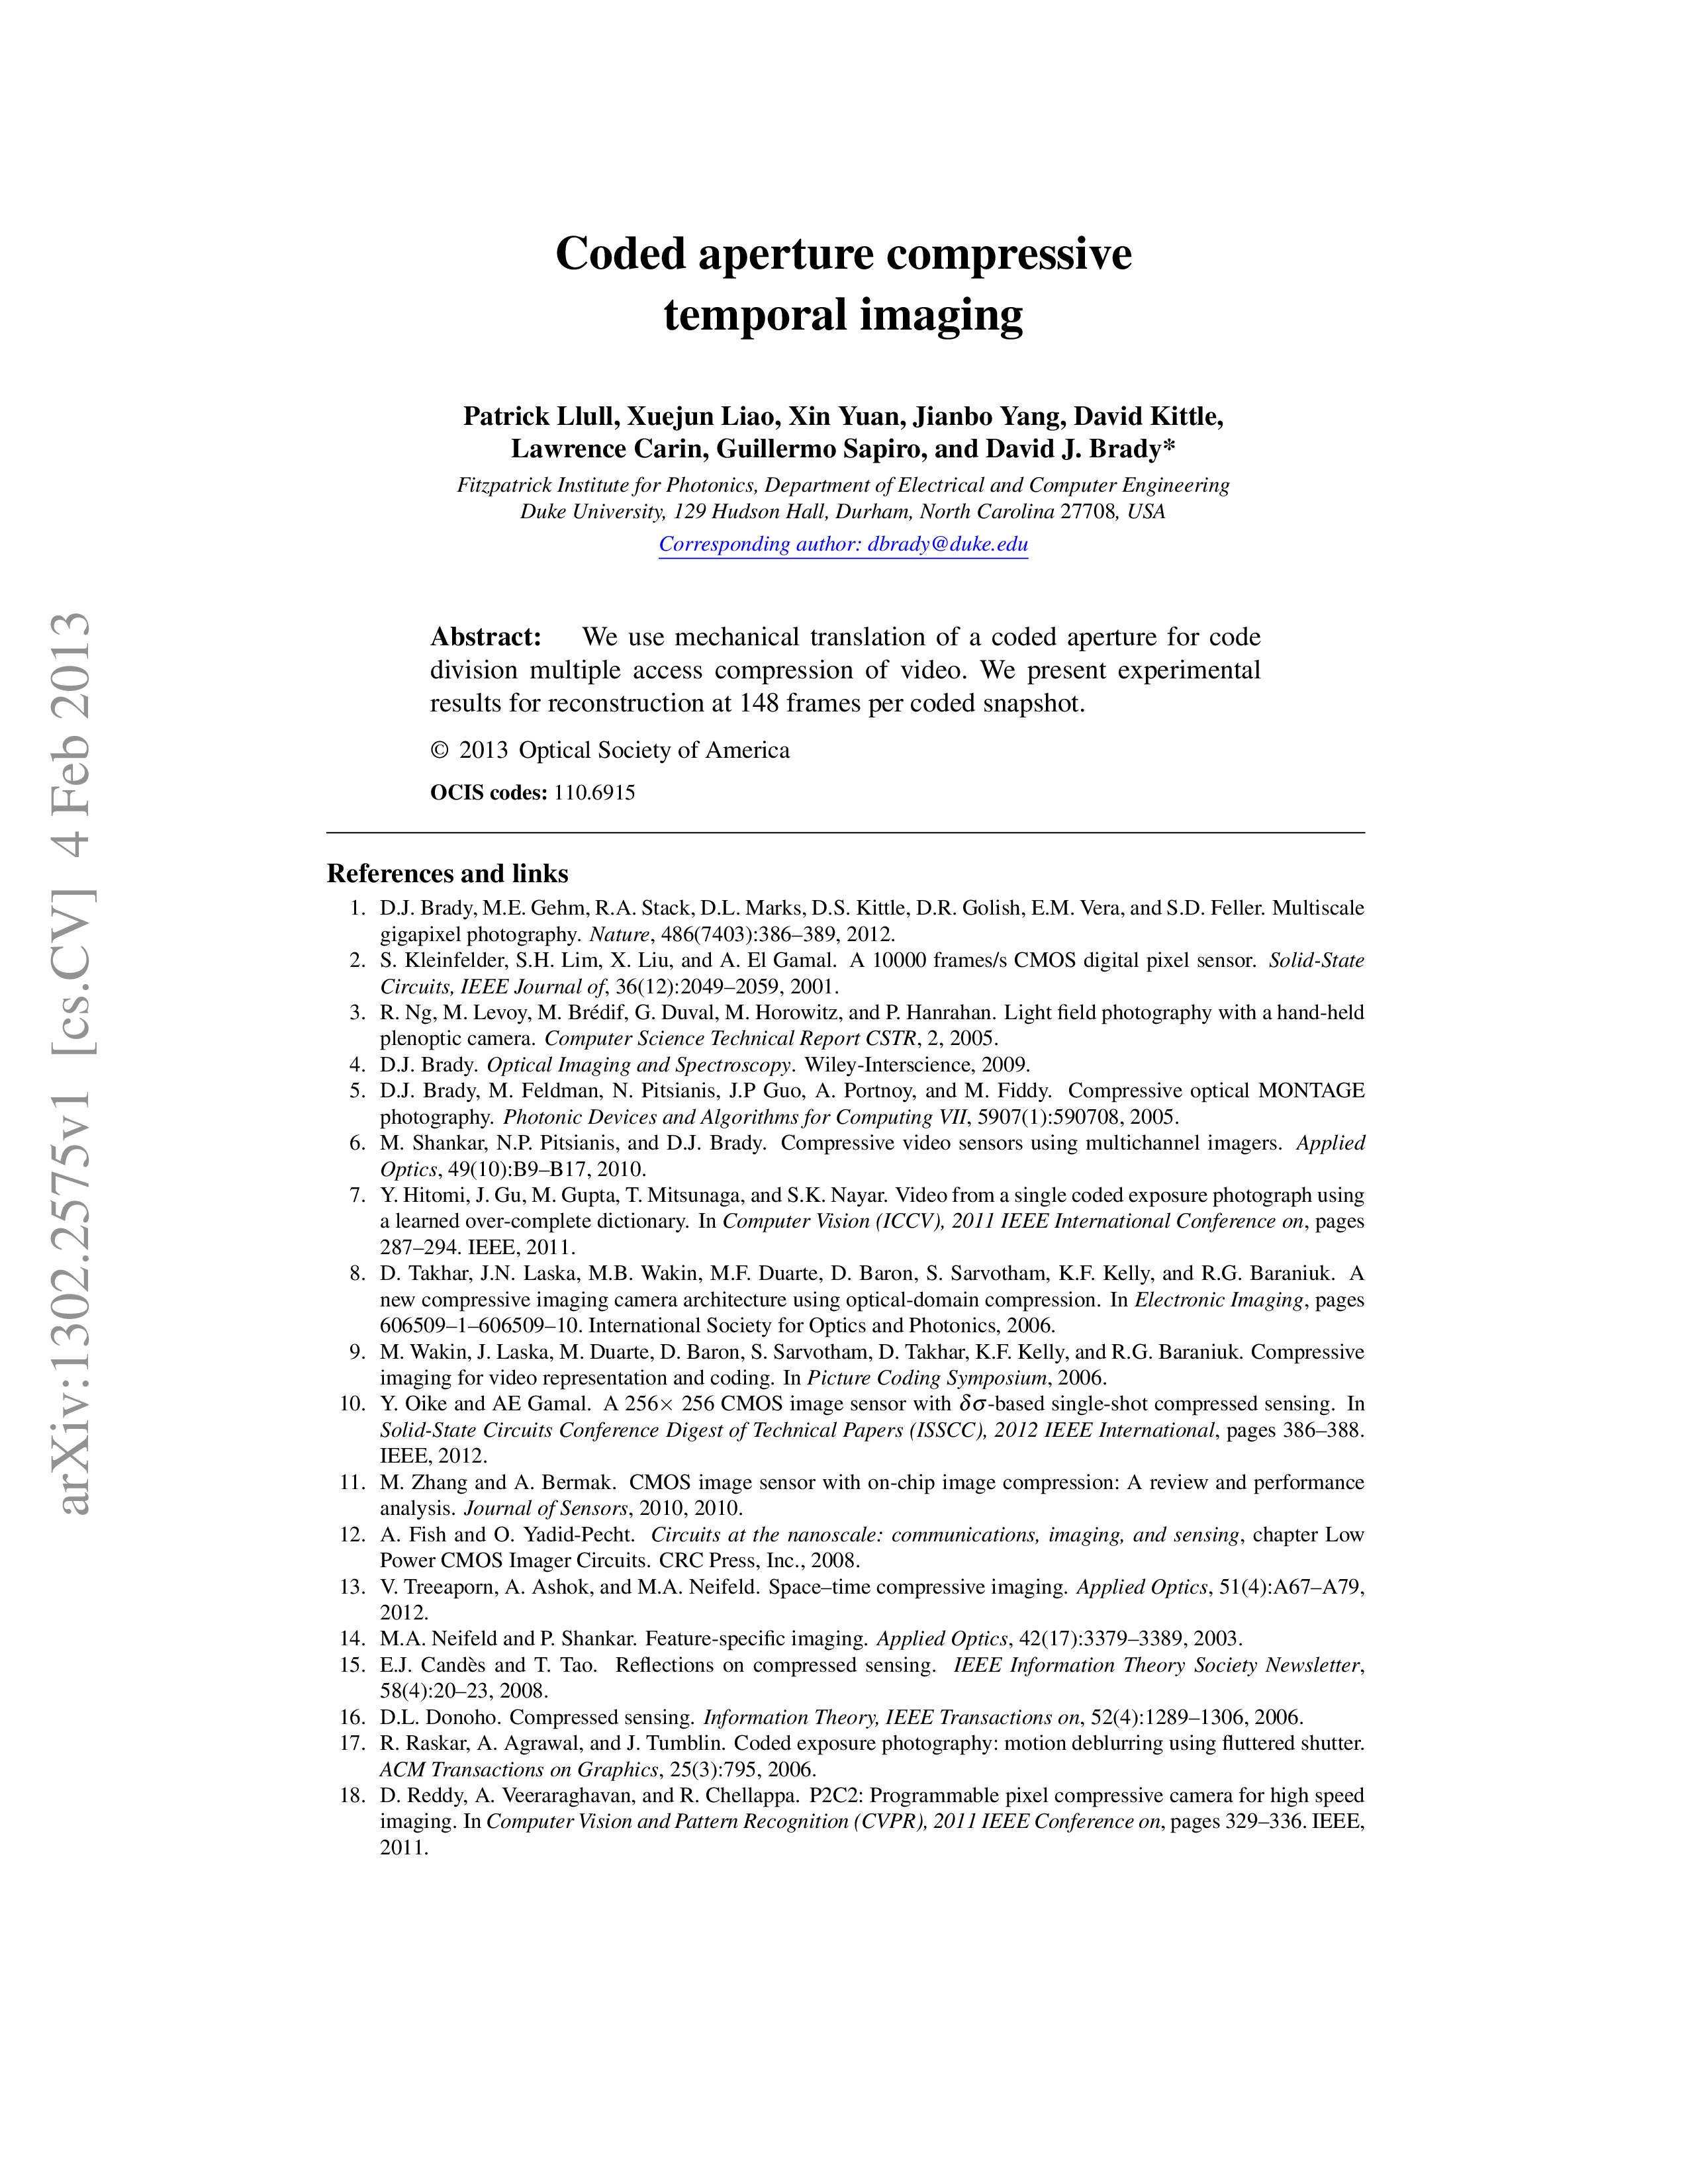 Coded aperture compressive
temporal imaging
Patrick Llull, Xuejun Liao, Xin Yuan, Jianbo Yang, David Kittle,
Lawrence Carin, Guillermo Sapiro, and David J. Brady*
Fitzpatrick Institute for Photonics, Department of Electrical and Computer Engineering
Duke University, 129 Hudson Hall, Durham, North Carolina 27708, USA
Corresponding author: dbrady@duke.edu
Abstract: We use mechanical translation of a coded aperture for code
division multiple access compression of video. We present experimental
results for reconstruction at 148 frames per coded snapshot.
© 2013 Optical Society of America
OCIS codes: 110.6915
References and links
1. D.J. Brady, M.E. Gehm, R.A. Stack, D.L. Marks, D.S. Kittle, D.R. Golish, E.M. Vera, and S.D. Feller. Multiscale
gigapixel photography. Nature, 486(7403):386–389, 2012.
2. S. Kleinfelder, S.H. Lim, X. Liu, and A. El Gamal. A 10000 frames/s CMOS digital pixel sensor. Solid-State
Circuits, IEEE Journal of, 36(12):2049–2059, 2001.
3. R. Ng, M. Levoy, M. Brédif, G. Duval, M. Horowitz, and P. Hanrahan. Light field photography with a hand-held
plenoptic camera. Computer Science Technical Report CSTR, 2, 2005.
4. D.J. Brady. Optical Imaging and Spectroscopy. Wiley-Interscience, 2009.
5. D.J. Brady, M. Feldman, N. Pitsianis, J.P Guo, A. Portnoy, and M. Fiddy. Compressive optical MONTAGE
photography. Photonic Devices and Algorithms for Computing VII, 5907(1):590708, 2005.
6. M. Shankar, N.P. Pitsianis, and D.J. Brady. Compressive video sensors using multichannel imagers. Applied
Optics, 49(10):B9–B17, 2010.
7. Y. Hitomi, J. Gu, M. Gupta, T. Mitsunaga, and S.K. Nayar. Video from a single coded exposure photograph using
a learned over-complete dictionary. In Computer Vision (ICCV), 2011 IEEE International Conference on, pages
287–294. IEEE, 2011.
8. D. Takhar, J.N. Laska, M.B. Wakin, M.F. Duarte, D. Baron, S. Sarvotham, K.F. Kelly, and R.G. Baraniuk. A
new compressive imaging camera architecture using optical-domain compression. In Electronic Imaging, pages
606509–1–606509–10. International Society for Optics and Photonics, 2006.
9. M. Wakin, J. Laska, M. Duarte, D. Baron, S. Sarvotham, D. Takhar, K.F. Kelly, and R.G. Baraniuk. Compressive
imaging for video representation and coding. In Picture Coding Symposium, 2006.
10. Y. Oike and AE Gamal. A 256× 256 CMOS image sensor with δσ-based single-shot compressed sensing. In
Solid-State Circuits Conference Digest of Technical Papers (ISSCC), 2012 IEEE International, pages 386–388.
IEEE, 2012.
11. M. Zhang and A. Bermak. CMOS image sensor with on-chip image compression: A review and performance
analysis. Journal of Sensors, 2010, 2010.
12. A. Fish and O. Yadid-Pecht. Circuits at the nanoscale: communications, imaging, and sensing, chapter Low
Power CMOS Imager Circuits. CRC Press, Inc., 2008.
13. V. Treeaporn, A. Ashok, and M.A. Neifeld. Space–time compressive imaging. Applied Optics, 51(4):A67–A79,
2012.
14. M.A. Neifeld and P. Shankar. Feature-specific imaging. Applied Optics, 42(17):3379–3389, 2003.
15. E.J. Candès and T. Tao. Reflections on compressed sensing. IEEE Information Theory Society Newsletter,
58(4):20–23, 2008.
16. D.L. Donoho. Compressed sensing. Information Theory, IEEE Transactions on, 52(4):1289–1306, 2006.
17. R. Raskar, A. Agrawal, and J. Tumblin. Coded exposure photography: motion deblurring using fluttered shutter.
ACM Transactions on Graphics, 25(3):795, 2006.
18. D. Reddy, A. Veeraraghavan, and R. Chellappa. P2C2: Programmable pixel compressive camera for high speed
imaging. In Computer Vision and Pattern Recognition (CVPR), 2011 IEEE Conference on, pages 329–336. IEEE,
2011.
arXiv:1302.2575v1 [cs.CV] 4 Feb 2013